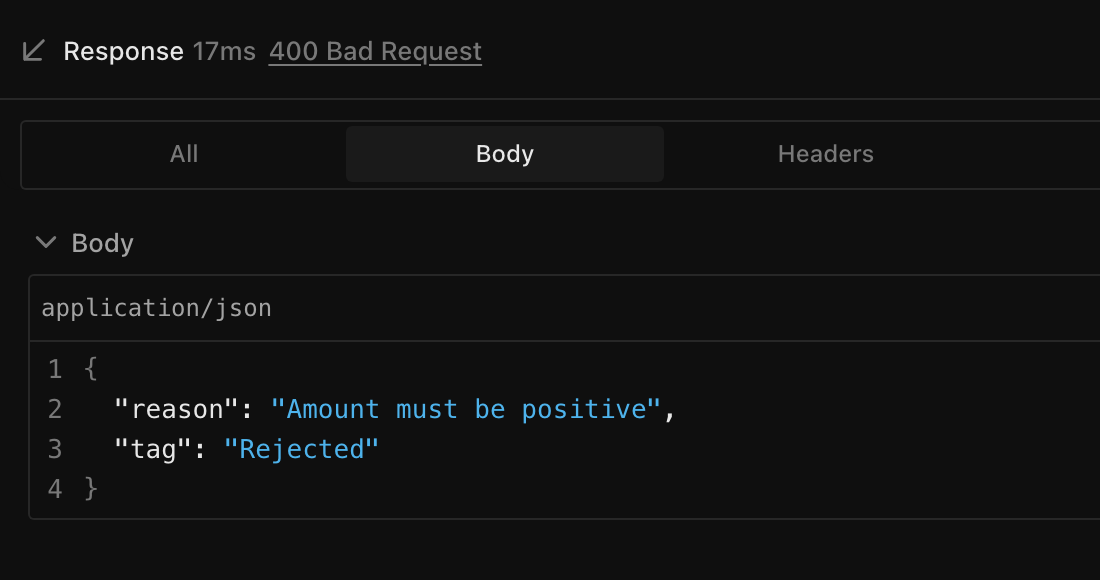 Response 17ms 400 Bad Request
All Body Headers
Body
application/json
1 {
2 "reason": "Amount must be positive",
3 "tag": "Rejected"
4 }